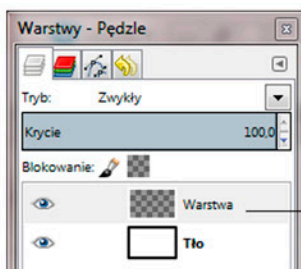 Warstwy - Pędzle
Tryb: Zwykły
Krycie 100,0
Blokowanie:
Warstwa
Tło